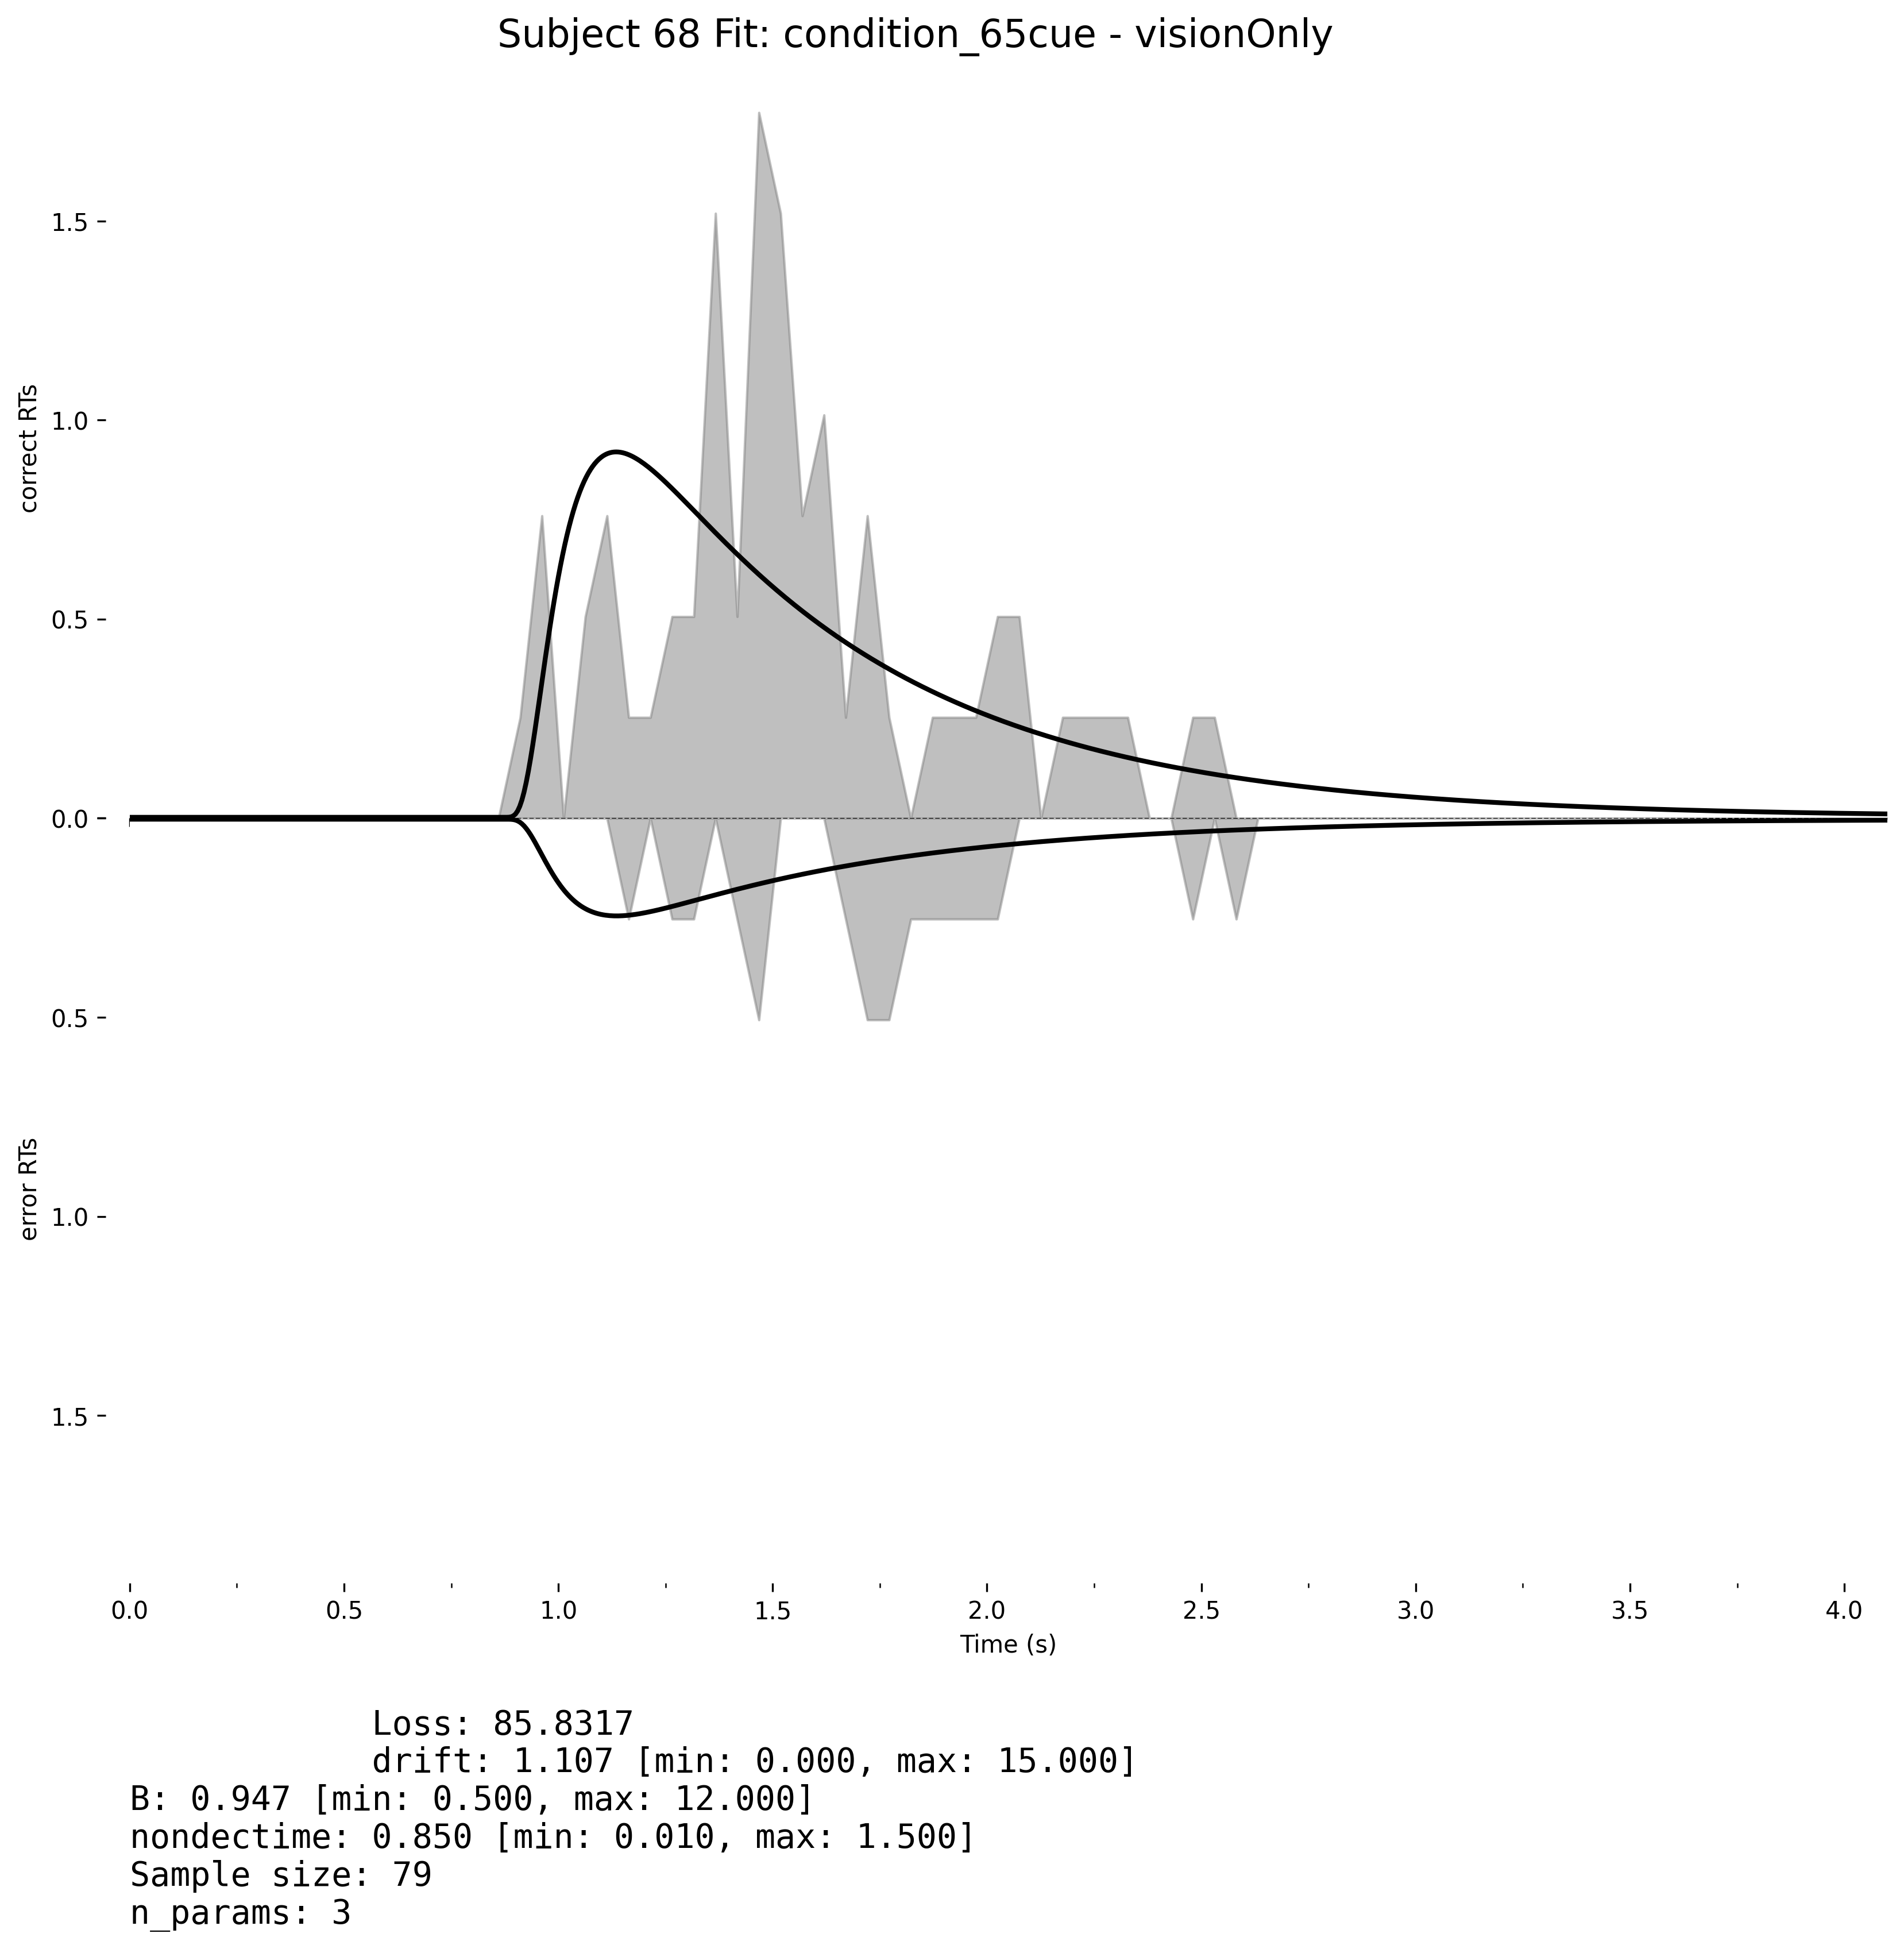 Subject 68 Fit: condition_65cue - visionOnly
correct RTs
1.5
1.0
0.5
0.0
0.5
1.0
1.5
error RTs
0.0 0.5 1.0 1.5 2.0 2.5 3.0 3.5 4.0
Time (s)
Loss: 85.8317
drift: 1.107 [min: 0.000, max: 15.000]
B: 0.947 [min: 0.500, max: 12.000]
nondectime: 0.850 [min: 0.010, max: 1.500]
Sample size: 79
n_params: 3